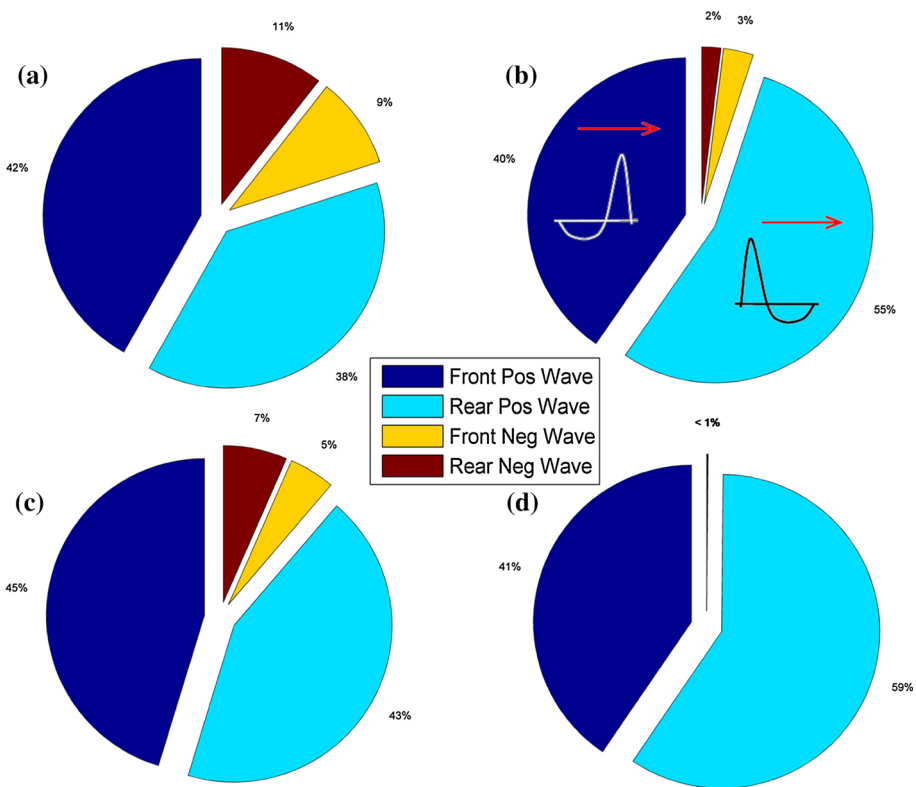 11%
2%
3%
(a)
(b)
9%
42%
40%
55%
38%
Front Pos Wave
Rear Pos Wave
Front Neg Wave
Rear Neg Wave
7%
5%
< 1%
(c)
(d)
45%
41%
43%
59%